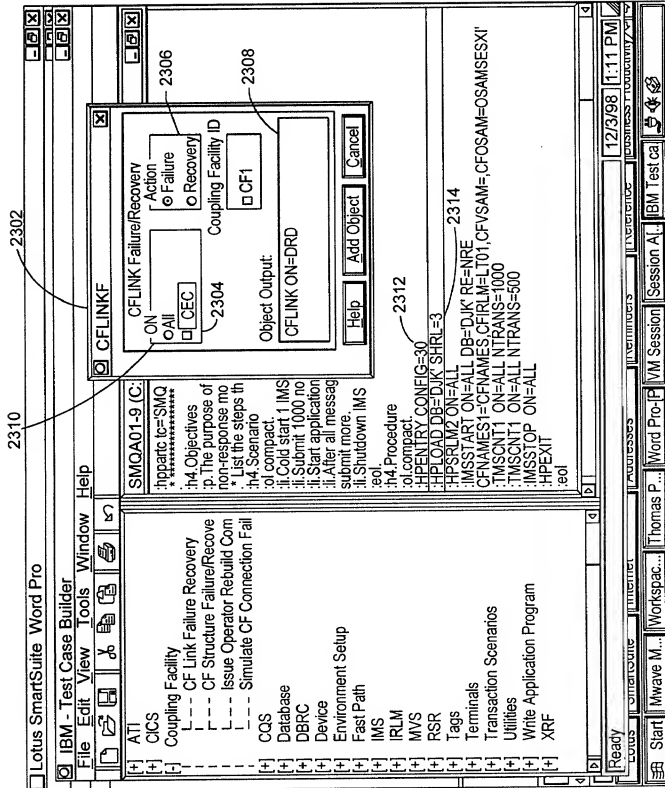 Lotus SmartSuite Word Pro
IBM - Test Case Builder
File Edit View Tools Window Help
ATI
CICS
Coupling Facility
CF Link Failure Recovery
CF Structure Failure/Recove
Issue Operator Rebuild Com
Simulate CF Connection Fail
CQS
Database
DBRC
Device
Environment Setup
Fast Path
IMS
IRLM
MVS
RSR
Tags
Terminals
Transaction Scenarios
Utilities
Write Application Program
XRF
SMQA01-9 (C:
:hppartc tc='SMQ
* *****************
:h4.Objectives
:p.The purpose of
non-response mo
* List the steps th
:h4.Scenario
:ol compact.
:li.Cold start 1 IMS
:li.Submit 1000 no
:li.Start application
:li.After all messag
submit more.
:li.Shutdown IMS
:eol.
:h4.Procedure
:ol.compact.
:HPENTRY CONFIG=30
:HPLOAD DB='DJK' SHRL=3
:HPSRLM2 ON=ALL
:IMSSTART ON=ALL DB='DJK' RE=NRE
CFNAMES1='CFNAMES,CFIRLM=LT01,CFVSAM=,CFOSAM=OSAMSESXI'
:TMSCNT1 ON=ALL NTRANS=1000
:TMSCNT1 ON=ALL NTRANS=500
:IMSSTOP ON=ALL
:HPEXIT
:eol
CFLINKF
CFLINK Failure/Recovery
ON
All
CEC
Action
Failure
Recovery
Coupling Facility ID
CF1
Object Output:
CFLINK ON=DRD
Help Add Object Cancel
2302
2304
2306
2308
2310
2312
2314
Ready
12/3/98 1:11 PM
Lotus SmartSuite Internet Addresses Reminders Reference Business Productivity
Start Mwave M... Workspac... Thomas P... Word Pro-[P VM Session Session A[.. IBM Test ca